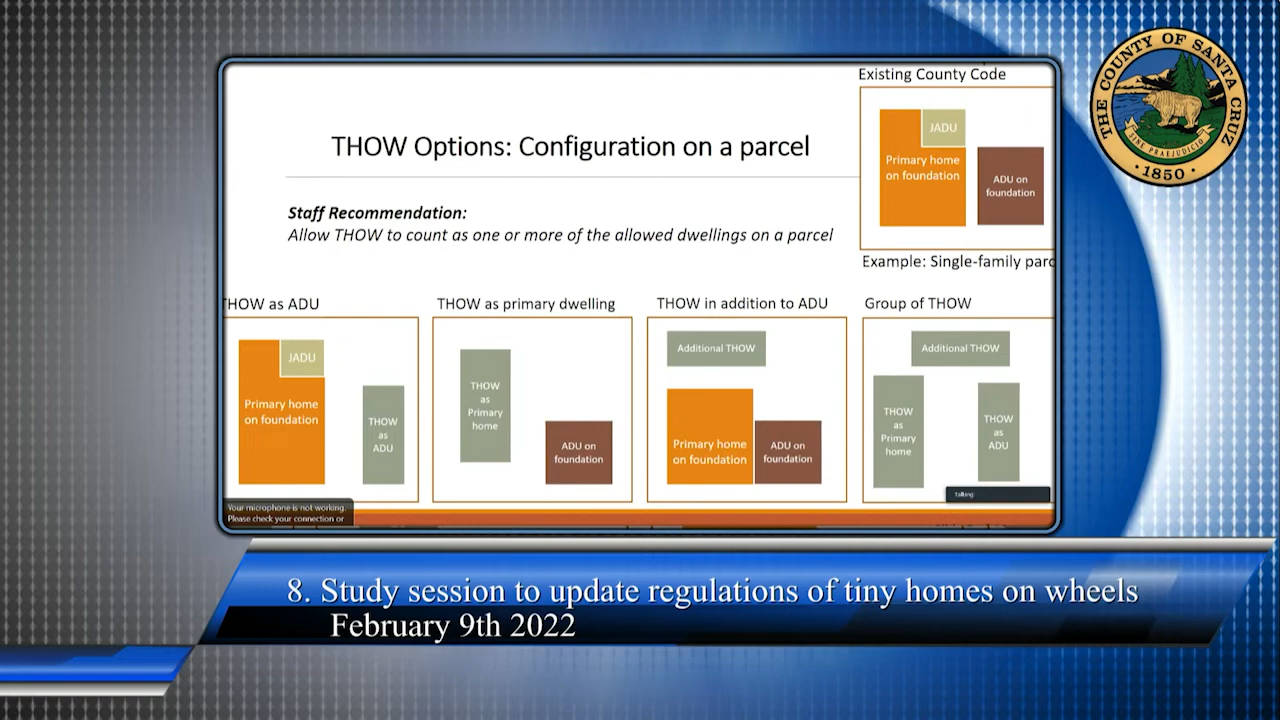 Existing County Code
THE COUNTY OF SANTA CRUZ
PRAEJUDICIO
1850
THOW Options: Configuration on a parcel
JADU
Primary home
on foundation
ADU on
foundation
Staff Recommendation:
Allow THOW to count as one or more of the allowed dwellings on a parcel
Example: Single-family parc
THOW as ADU
JADU
Primary home
on foundation
THOW
as
ADU
THOW as primary dwelling
THOW
as
Primary
home
ADU on
foundation
THOW in addition to ADU
Additional THOW
Primary home
on foundation
ADU on
foundation
Group of THOW
Additional THOW
THOW
as
Primary
home
THOW
as
ADU
Talking:
Your microphone is not working.
Please check your connection or
8. Study session to update regulations of tiny homes on wheels
February 9th 2022